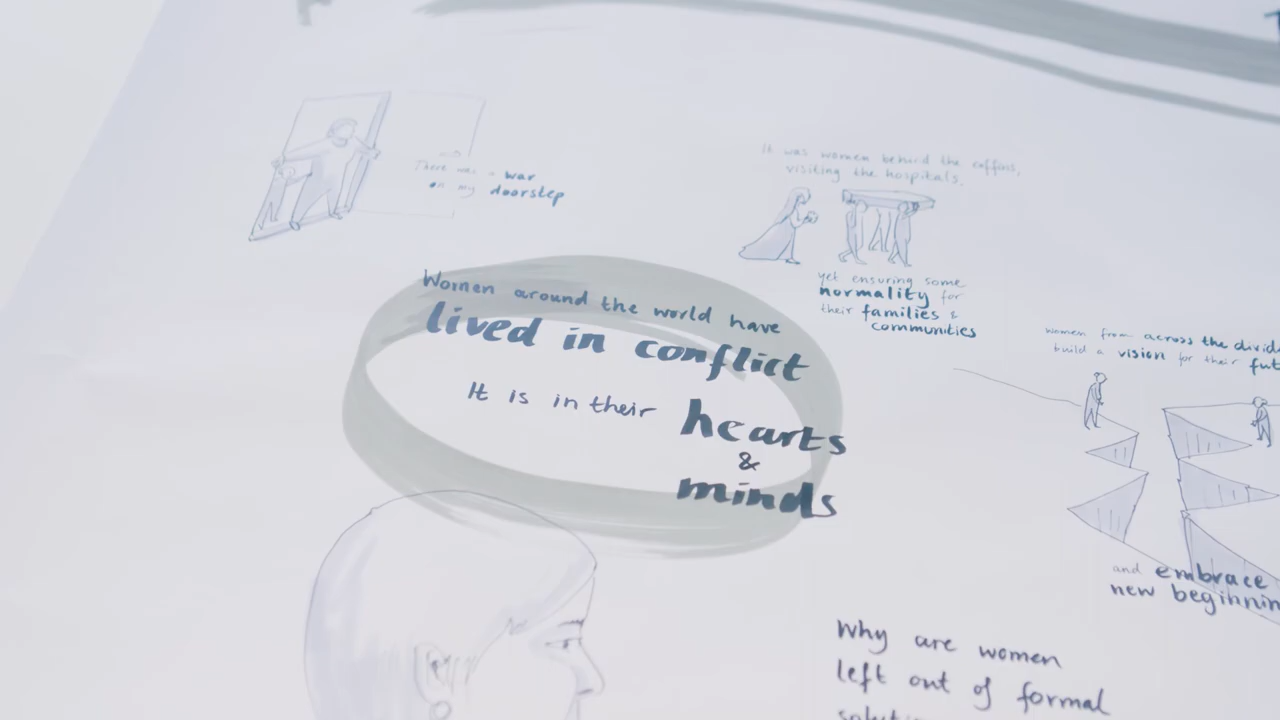 There was a war
on my doorstep
It was women behind the coffins,
visiting the hospitals,
yet ensuring some
normality for
their families &
communities
Women around the world have
lived in conflict
It is in their hearts
&
minds
women from across the
build a vision for their
and embrace
new
Why are women
left out of formal